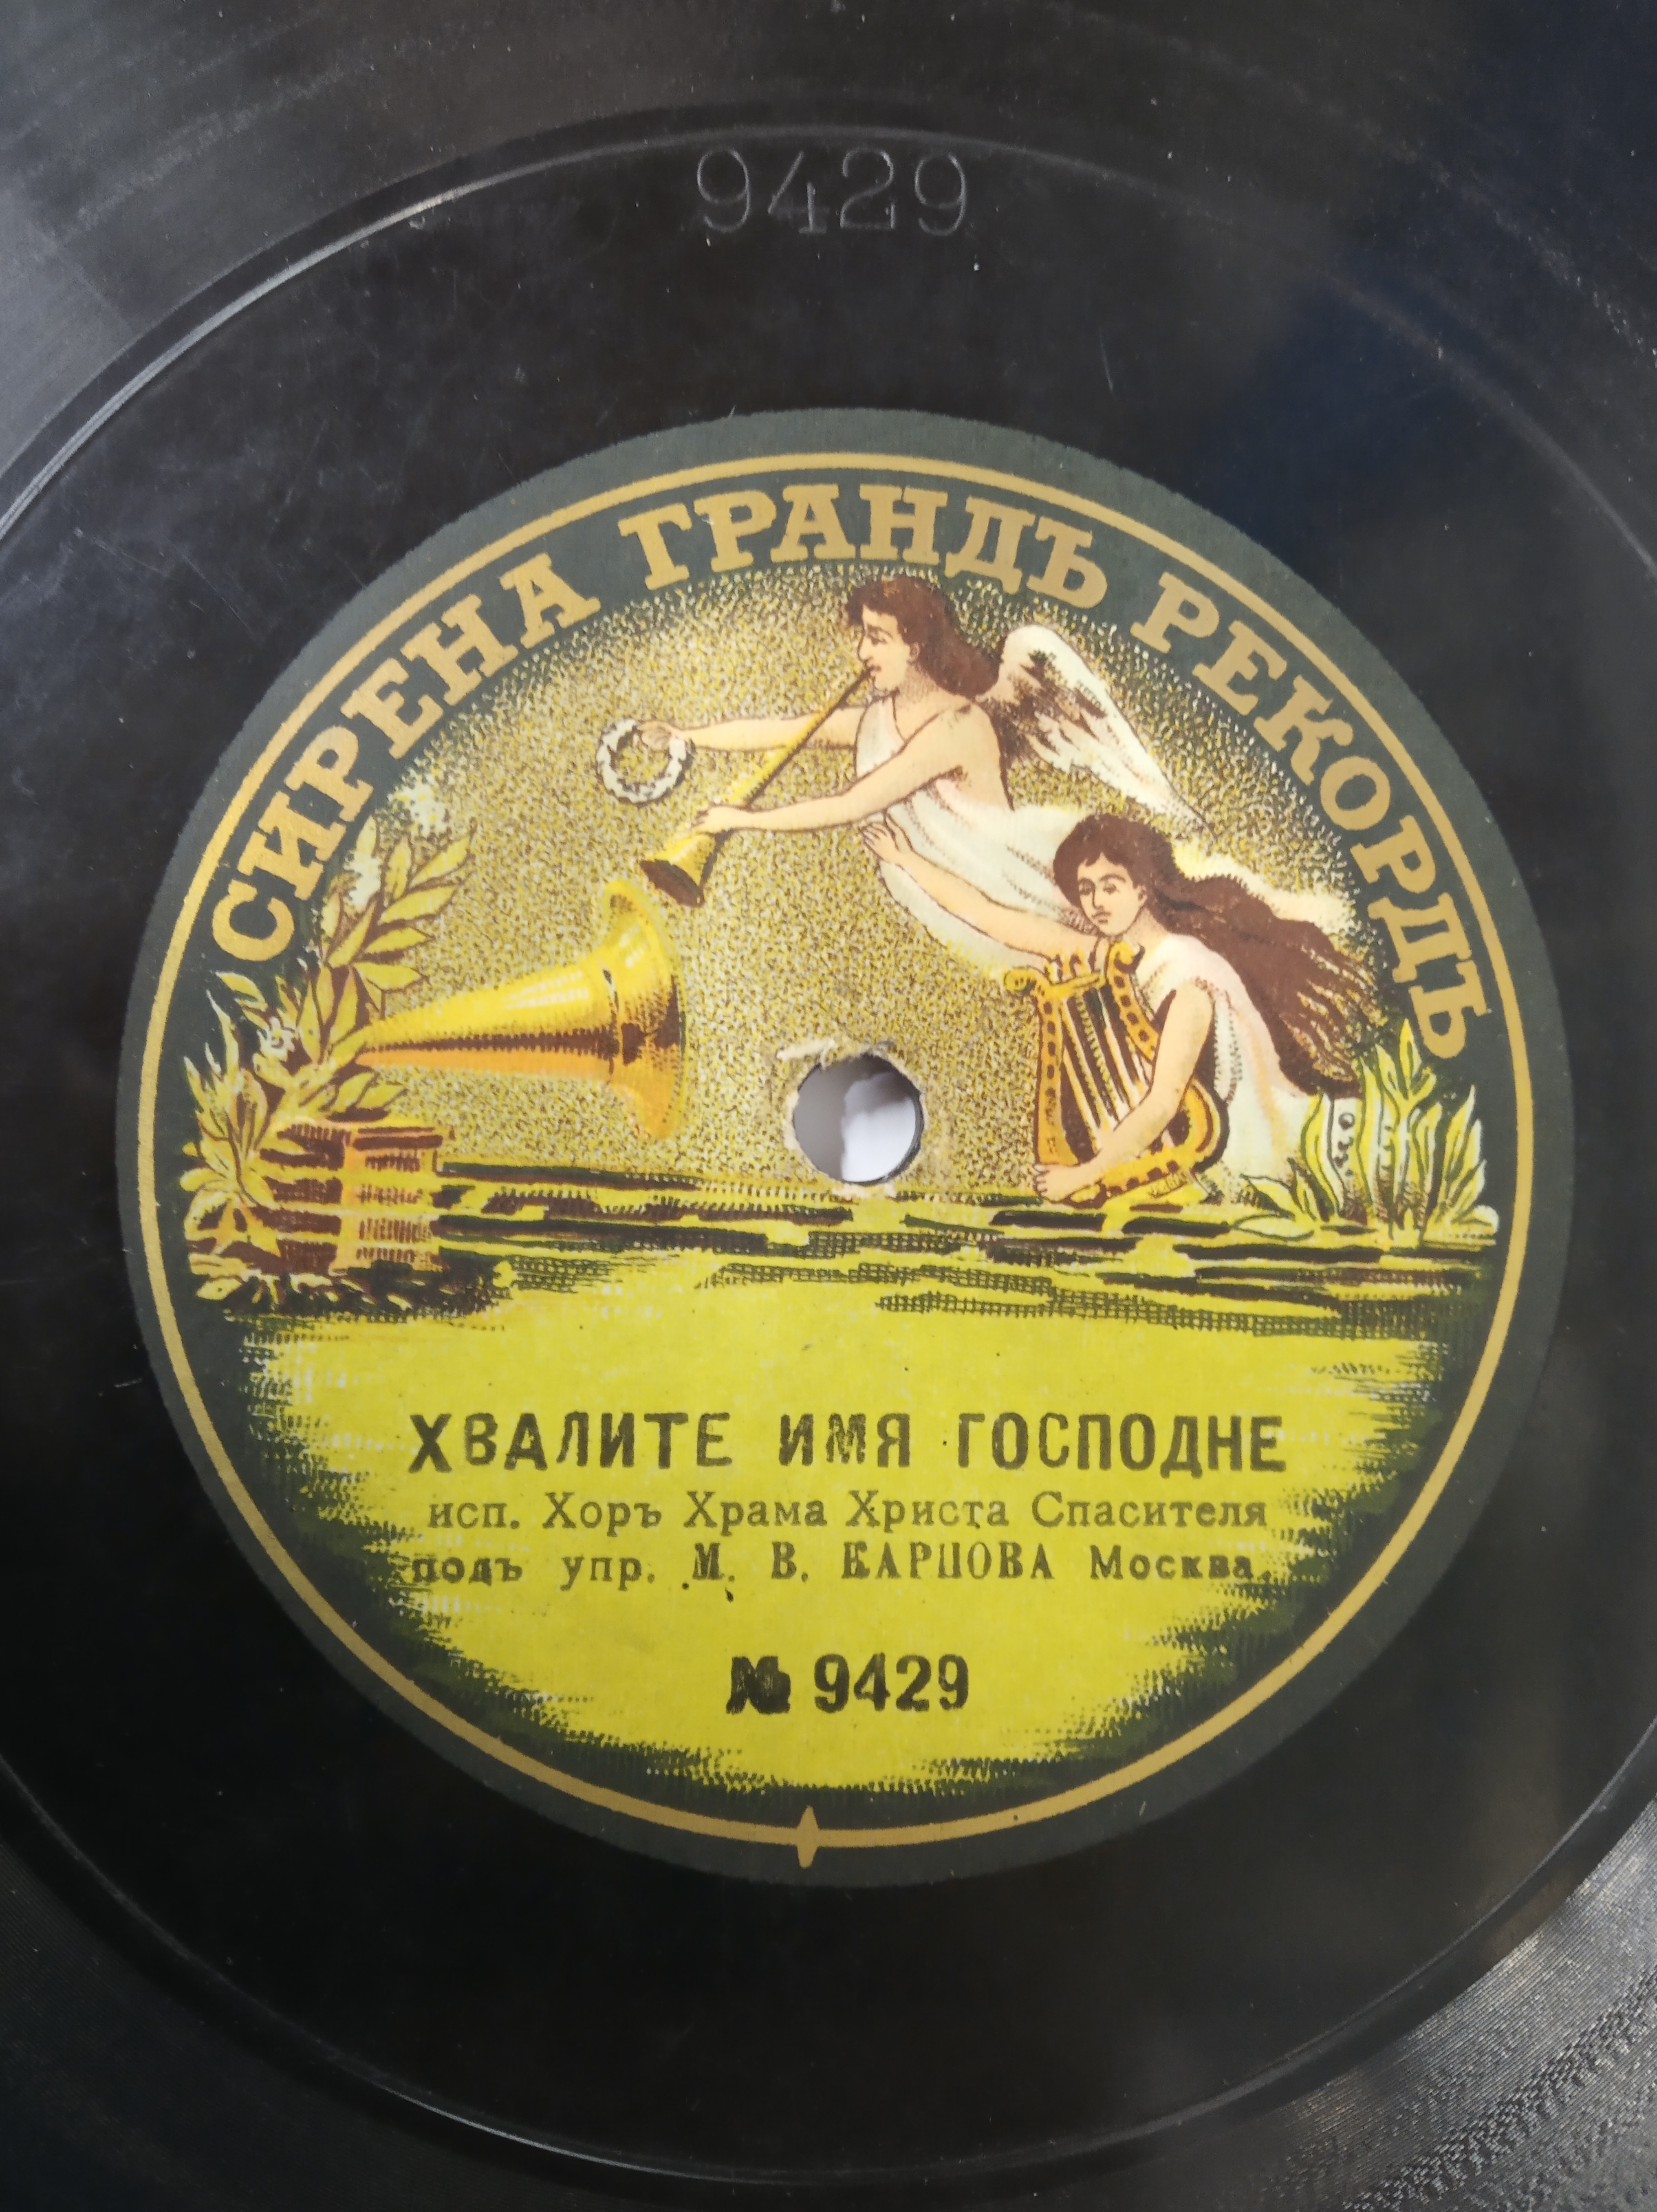 9429
СИРЕНА ГРАНДЪ РЕКОРДЪ
ХВАЛИТЕ ИМЯ ГОСПОДНЕ
исп. Хоръ Храма Христа Спасителя
подъ упр. М. В. КАРПОВА Москва.
№ 9429